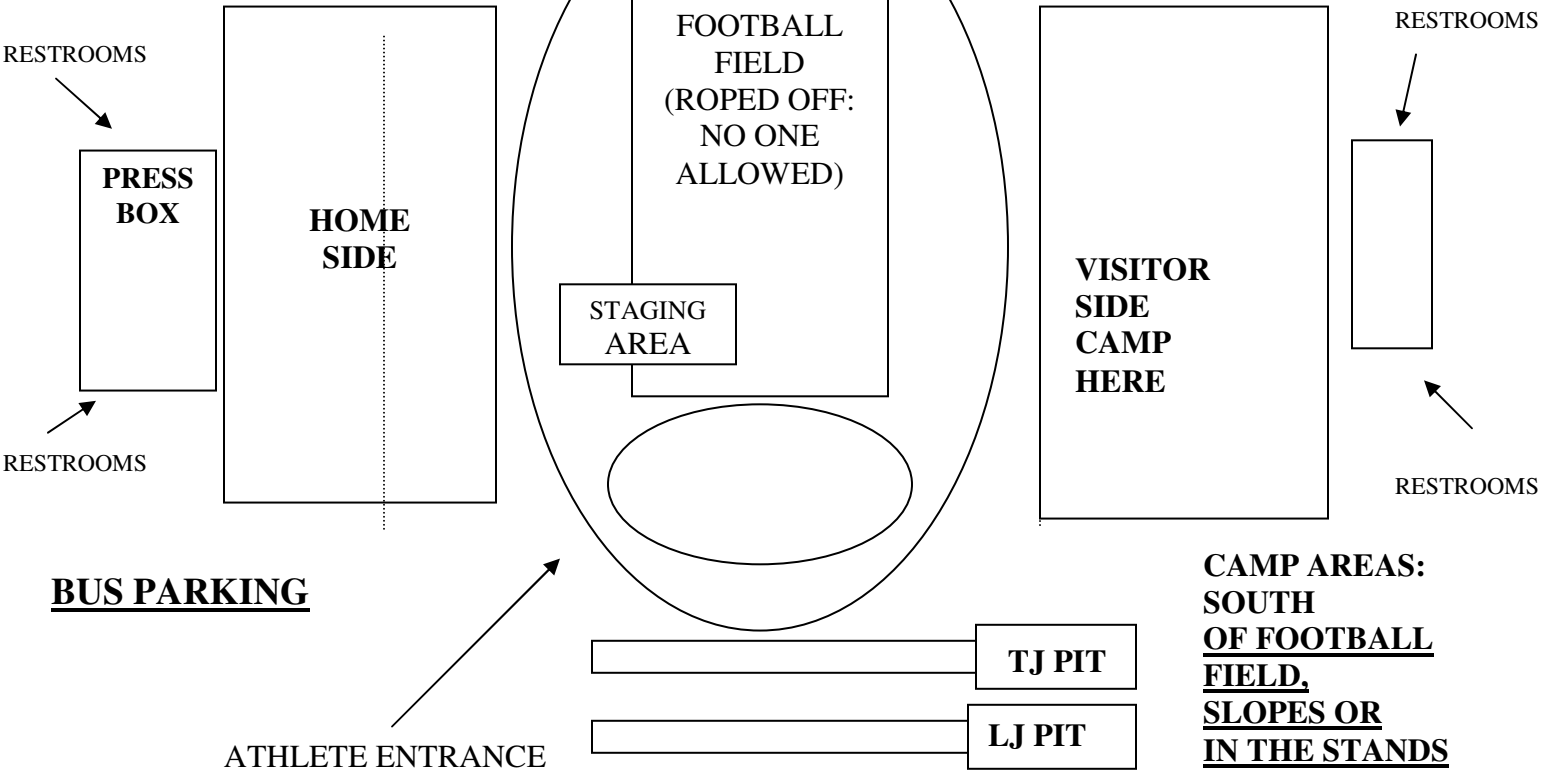 RESTROOMS
PRESS
BOX
RESTROOMS
HOME
SIDE
FOOTBALL
FIELD
(ROPED OFF:
NO ONE
ALLOWED)
STAGING
AREA
VISITOR
SIDE
CAMP
HERE
RESTROOMS
RESTROOMS
BUS PARKING
ATHLETE ENTRANCE
TJ PIT
LJ PIT
CAMP AREAS:
SOUTH
OF FOOTBALL
FIELD,
SLOPES OR
IN THE STANDS